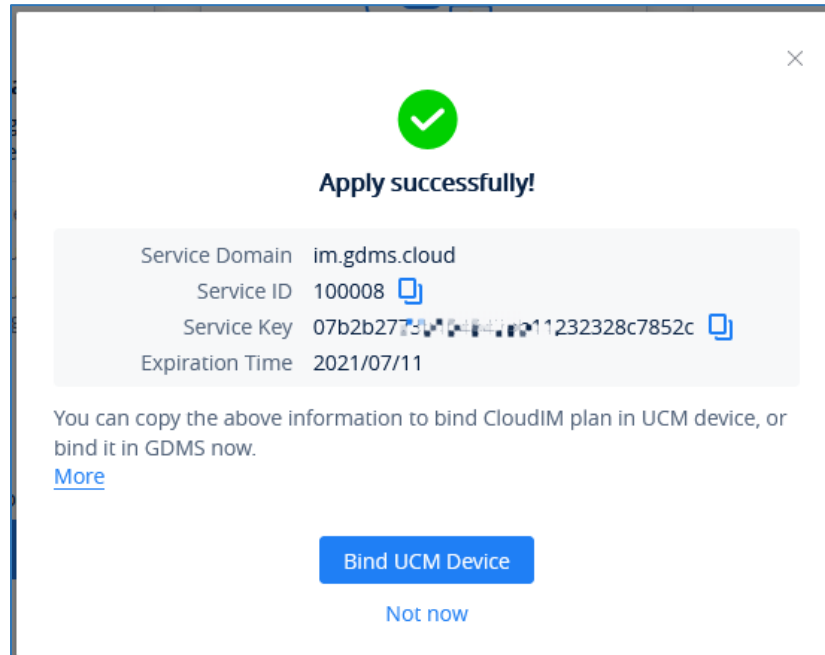 Apply successfully!
Service Domain im.gdms.cloud
Service ID 100008
Service Key
Expiration Time 2021/07/11
You can copy the above information to bind CloudIM plan in UCM device, or
bind it in GDMS now.
More
Bind UCM Device
Not now